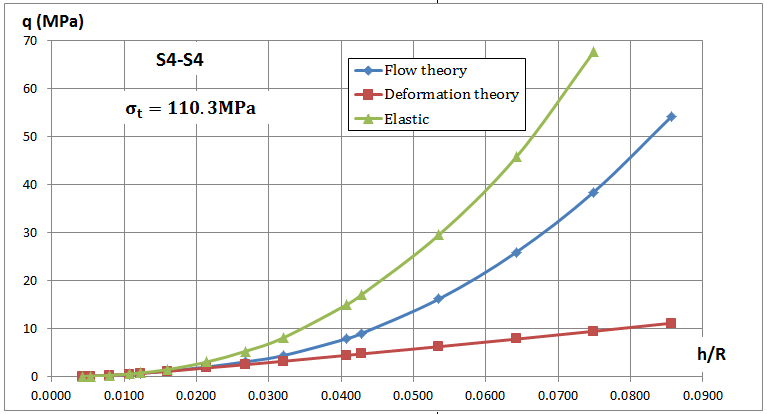 q (MPa)
70
S4-S4
Flow theory
60
Deformation theory
σt = 110.3MPa
Elastic
50
40
30
20
10
h/R
0
0.0000 0.0100 0.0200 0.0300 0.0400 0.0500 0.0600 0.0700 0.0800 0.0900